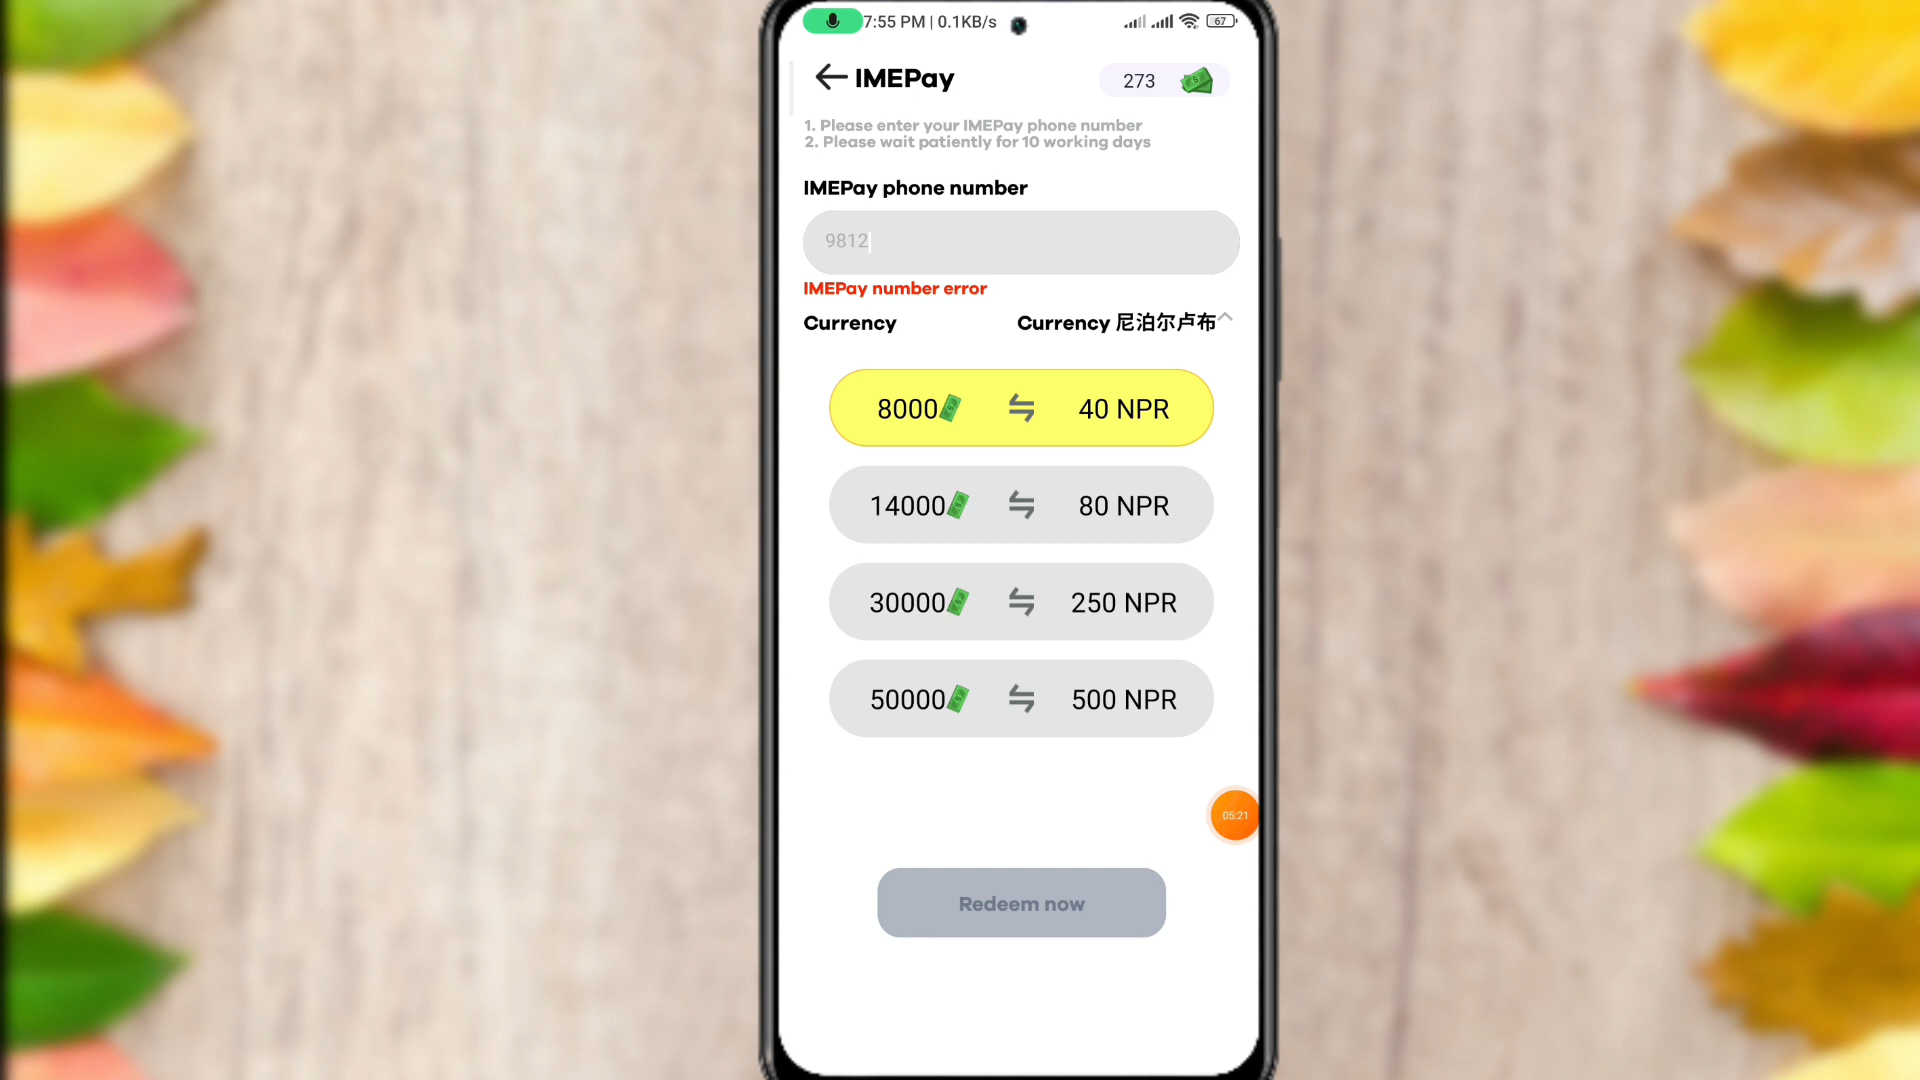 7:55 PM | 0.1KB/s
67
IMEPay
273
1. Please enter your IMEPay phone number
2. Please wait patiently for 10 working days
IMEPay phone number
9812
IMEPay number error
Currency
Currency 尼泊尔卢布
8000 40 NPR
14000 80 NPR
30000 250 NPR
50000 500 NPR
05:21
Redeem now